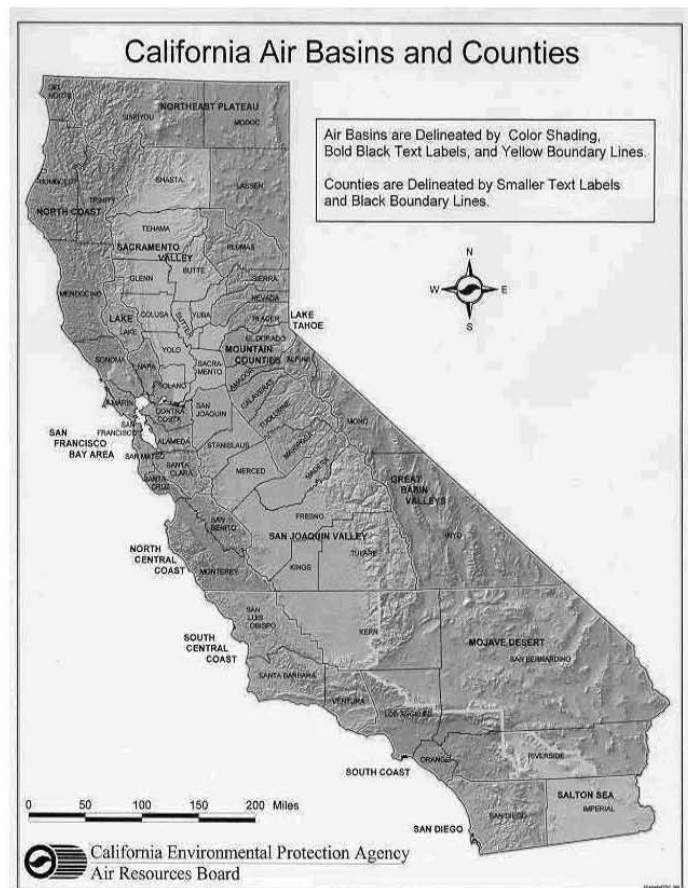 California Air Basins and Counties
Air Basins are Delineated by Color Shading,
Bold Black Text Labels, and Yellow Boundary Lines.
Counties are Delineated by Smaller Text Labels
and Black Boundary Lines.
NORTHEAST PLATEAU
SISKIYOU
MODOC
SHASTA
LASSEN
HUMBOLDT
TRINITY
NORTH COAST
TEHAMA
SACRAMENTO
VALLEY
PLUMAS
BUTTE
GLENN
SIERRA
MENDOCINO
NEVADA
LAKE
COLUSA
BUTTE
YUBA
PLACER
LAKE
TAHOE
LAKE
EL DORADO
YOLO
MOUNTAIN
COUNTIES
ALPINE
SONOMA
NAPA
SACRA-
MENTO
AMADOR
SOLANO
CALAVERAS
MARIN
CONTRA
COSTA
SAN
JOAQUIN
TUOLUMNE
MONO
SAN
FRANCISCO
SAN
FRANCISCO
BAY AREA
ALAMEDA
STANISLAUS
MARIPOSA
SAN MATEO
SANTA
CLARA
MERCED
MADERA
GREAT
BASIN
VALLEYS
SANTA
CRUZ
FRESNO
SAN
BENITO
SAN JOAQUIN VALLEY
INYO
NORTH
CENTRAL
COAST
TULARE
KINGS
MONTEREY
SAN
LUIS
OBISPO
KERN
SOUTH
CENTRAL
COAST
MOJAVE DESERT
SAN BERNARDINO
SANTA BARBARA
VENTURA
LOS ANGELES
ORANGE
RIVERSIDE
SOUTH COAST
SALTON SEA
IMPERIAL
SAN DIEGO
SAN DIEGO
N
W E
S
0 50 100 150 200 Miles
California Environmental Protection Agency
Air Resources Board